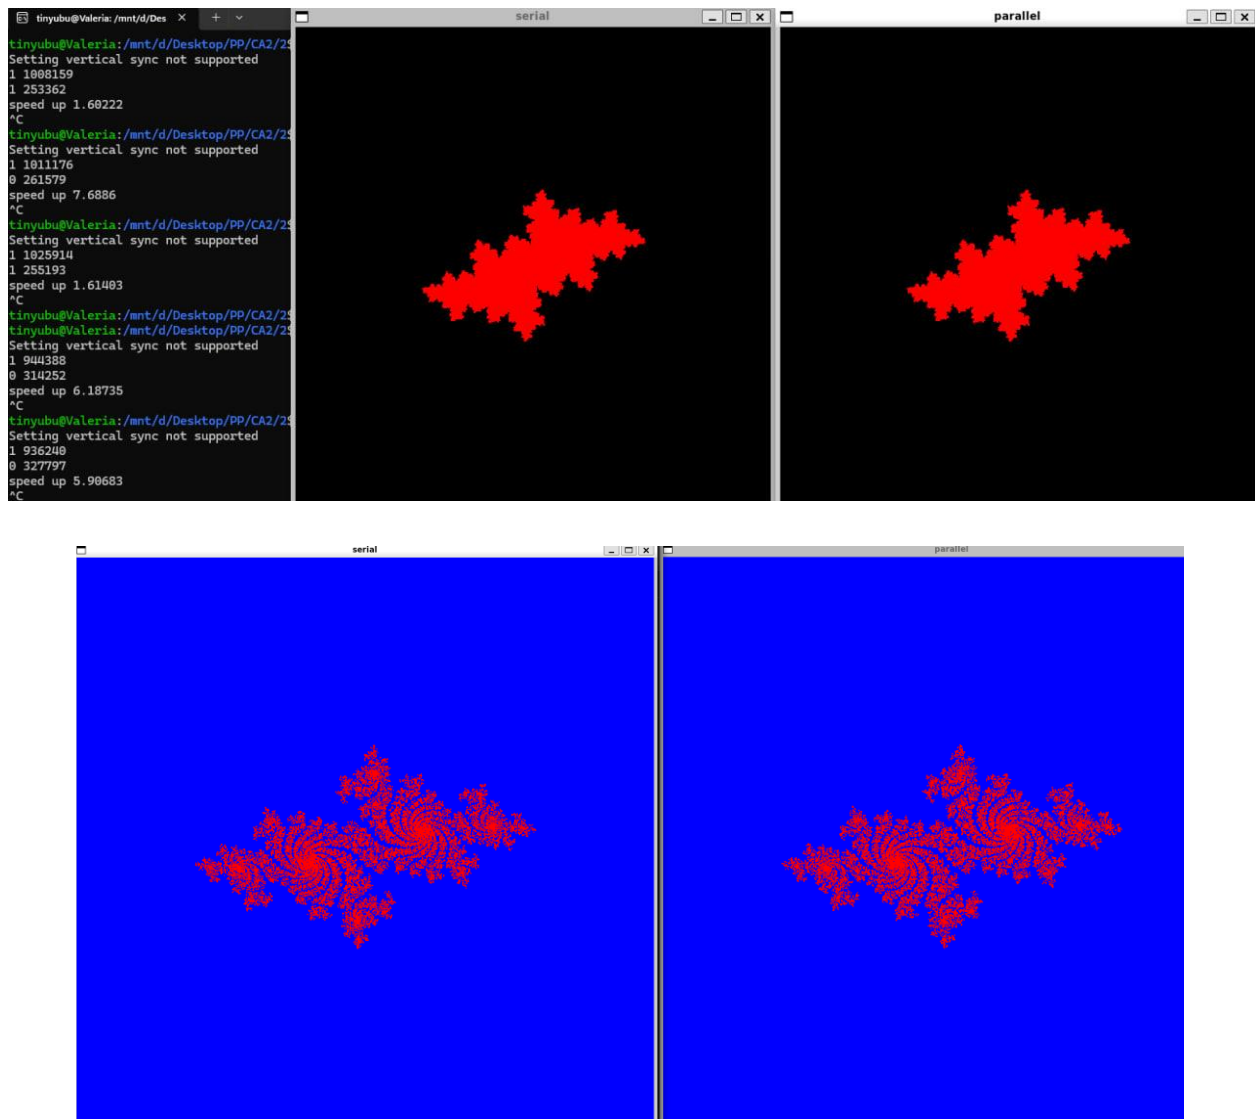 tinyubu@Valeria: /mnt/d/Des
serial
parallel
tinyubu@Valeria:/mnt/d/Desktop/PP/CA2/2$
Setting vertical sync not supported
1 1008159
1 253362
speed up 1.60222
^C
tinyubu@Valeria:/mnt/d/Desktop/PP/CA2/2$
Setting vertical sync not supported
1 1011176
0 261579
speed up 7.6886
^C
tinyubu@Valeria:/mnt/d/Desktop/PP/CA2/2$
Setting vertical sync not supported
1 1025914
1 255193
speed up 1.61403
^C
tinyubu@Valeria:/mnt/d/Desktop/PP/CA2/2$
tinyubu@Valeria:/mnt/d/Desktop/PP/CA2/2$
Setting vertical sync not supported
1 944388
0 314252
speed up 6.18735
^C
tinyubu@Valeria:/mnt/d/Desktop/PP/CA2/2$
Setting vertical sync not supported
1 936240
0 327797
speed up 5.90683
^C
serial
parallel